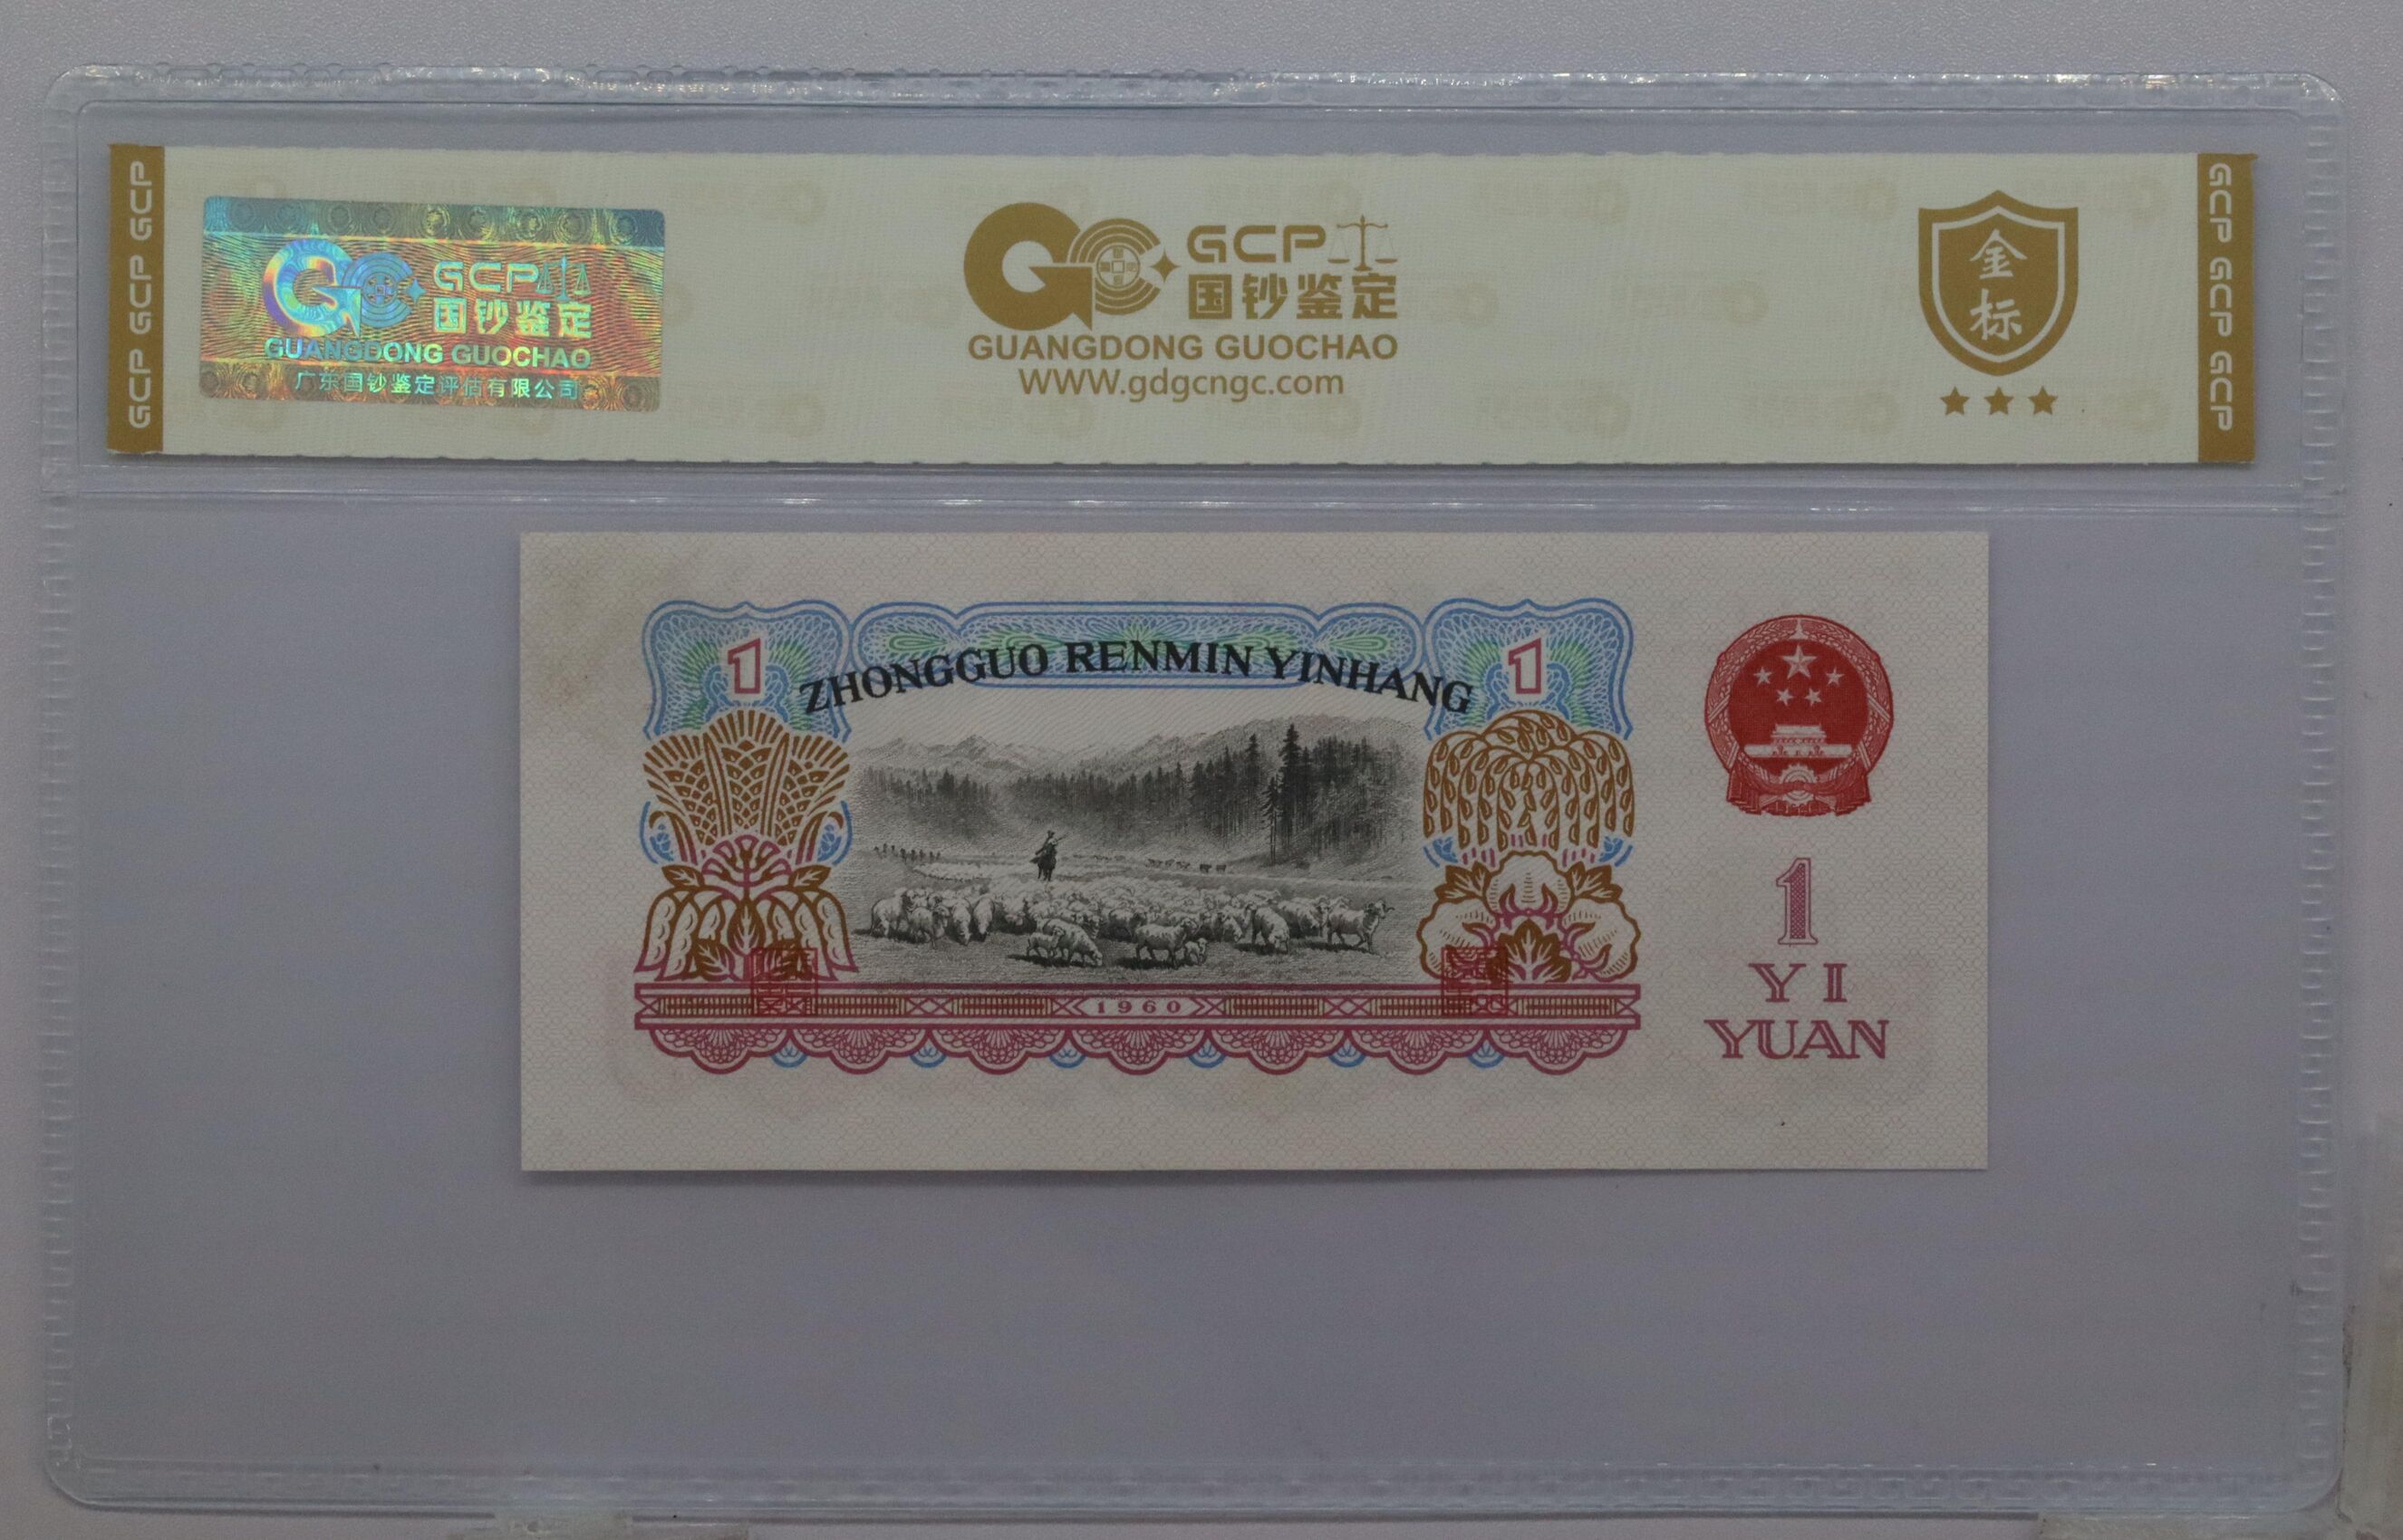 GCP GCP GCP
GCP
国钞鉴定
GUANGDONG GUOCHAO
广东国钞鉴定评估有限公司
GCP
国钞鉴定
GUANGDONG GUOCHAO
WWW.gdgcngc.com
金
标
GCP GCP GCP
1
ZHONGGUO RENMIN YINHANG
1
1960
1
YI
YUAN